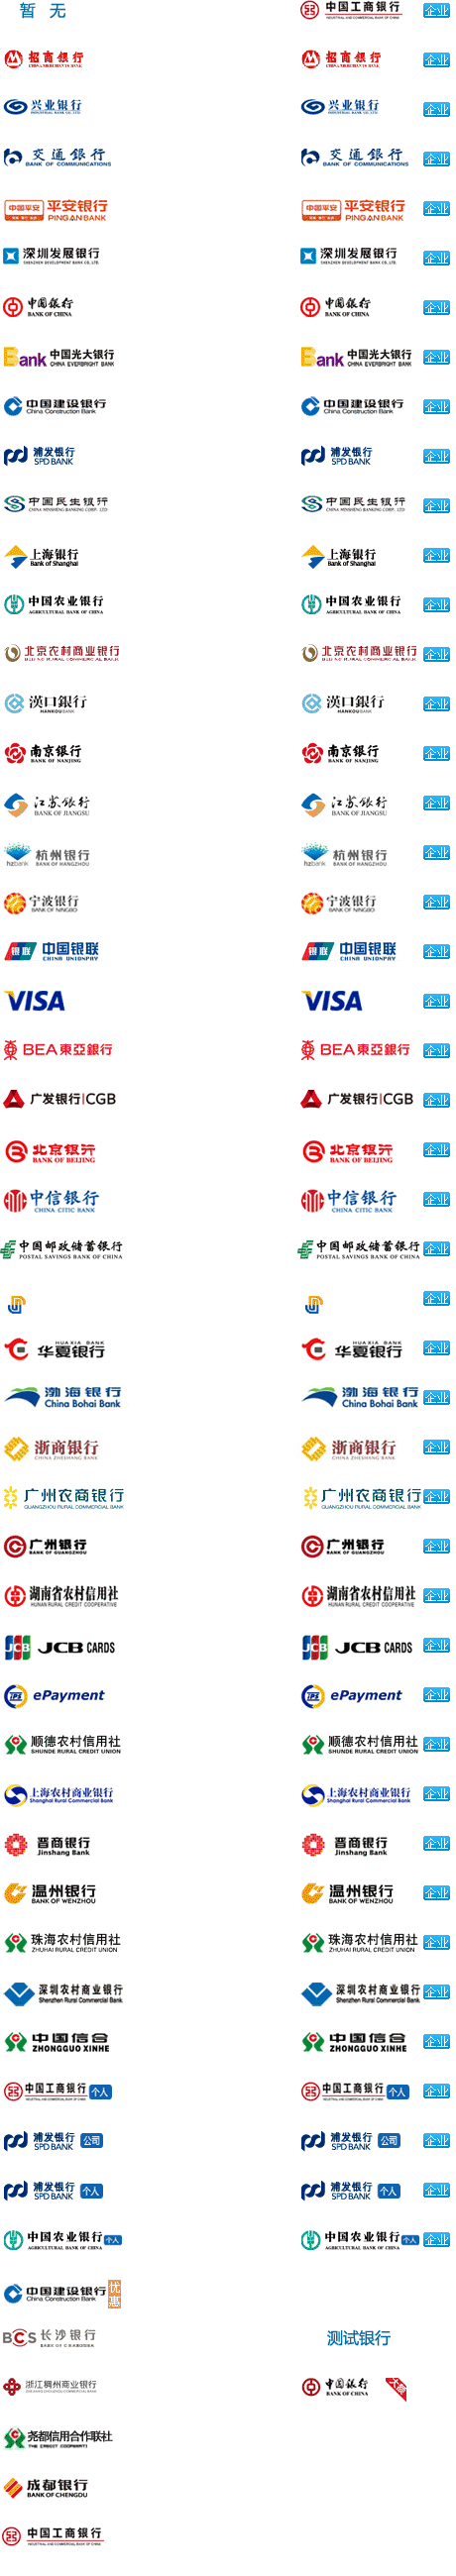 暂 无 中国工商银行 企业
INDUSTRIAL AND COMMERCIAL BANK OF CHINA
招商银行 招商银行 企业
CHINA MERCHANTS BANK CHINA MERCHANTS BANK
兴业银行 兴业银行 企业
INDUSTRIAL BANK CO.,LTD. INDUSTRIAL BANK CO.,LTD.
交通银行 交通银行 企业
BANK OF COMMUNICATIONS BANK OF COMMUNICATIONS
中国平安 平安银行 中国平安 平安银行 企业
PING AN BANK PING AN BANK
深圳发展银行 深圳发展银行 企业
SHENZHEN DEVELOPMENT BANK CO., LTD. SHENZHEN DEVELOPMENT BANK CO., LTD.
中国银行 中国银行 企业
BANK OF CHINA BANK OF CHINA
Bank 中国光大银行 Bank 中国光大银行 企业
CHINA EVERBRIGHT BANK CHINA EVERBRIGHT BANK
中国建设银行 中国建设银行 企业
China Construction Bank China Construction Bank
浦发银行 浦发银行 企业
SPD BANK SPD BANK
中国民生银行 中国民生银行 企业
CHINA MINSHENG BANKING CORP., LTD. CHINA MINSHENG BANKING CORP., LTD.
上海银行 上海银行 企业
Bank of Shanghai Bank of Shanghai
中国农业银行 中国农业银行 企业
AGRICULTURAL BANK OF CHINA AGRICULTURAL BANK OF CHINA
北京农村商业银行 北京农村商业银行 企业
BEIJING RURAL COMMERCIAL BANK BEIJING RURAL COMMERCIAL BANK
漢口銀行 漢口銀行 企业
HANKOU BANK HANKOU BANK
南京银行 南京银行 企业
BANK OF NANJING BANK OF NANJING
江苏银行 江苏银行 企业
BANK OF JIANGSU BANK OF JIANGSU
杭州银行 杭州银行 企业
hzbank BANK OF HANGZHOU hzbank BANK OF HANGZHOU
宁波银行 宁波银行 企业
BANK OF NINGBO BANK OF NINGBO
银联 中国银联 银联 中国银联 企业
CHINA UNIONPAY CHINA UNIONPAY
VISA VISA 企业
BEA東亞銀行 BEA東亞銀行 企业
广发银行|CGB 广发银行|CGB 企业
北京银行 北京银行 企业
BANK OF BEIJING BANK OF BEIJING
中信银行 中信银行 企业
CHINA CITIC BANK CHINA CITIC BANK
中国邮政储蓄银行 中国邮政储蓄银行 企业
POSTAL SAVINGS BANK OF CHINA POSTAL SAVINGS BANK OF CHINA
企业
HUAXIA BANK HUAXIA BANK
华夏银行 华夏银行 企业
渤海银行 渤海银行 企业
China Bohai Bank China Bohai Bank
浙商银行 浙商银行 企业
CHINA ZHESHANG BANK CHINA ZHESHANG BANK
广州农商银行 广州农商银行 企业
GUANGZHOU RURAL COMMERCIAL BANK GUANGZHOU RURAL COMMERCIAL BANK
广州银行 广州银行 企业
BANK OF GUANGZHOU BANK OF GUANGZHOU
湖南省农村信用社 湖南省农村信用社 企业
HUNAN RURAL CREDIT COOPERATIVE HUNAN RURAL CREDIT COOPERATIVE
JCB JCB CARDS JCB JCB CARDS 企业
ePayment ePayment 企业
顺德农村信用社 顺德农村信用社 企业
SHUNDE RURAL CREDIT UNION SHUNDE RURAL CREDIT UNION
上海农村商业银行 上海农村商业银行 企业
Shanghai Rural Commercial Bank Shanghai Rural Commercial Bank
晋商银行 晋商银行 企业
Jinshang Bank Jinshang Bank
温州银行 温州银行 企业
BANK OF WENZHOU BANK OF WENZHOU
珠海农村信用社 珠海农村信用社 企业
ZHUHAI RURAL CREDIT UNION ZHUHAI RURAL CREDIT UNION
深圳农村商业银行 深圳农村商业银行 企业
Shenzhen Rural Commercial Bank Shenzhen Rural Commercial Bank
中国信合 中国信合 企业
ZHONGGUO XINHE ZHONGGUO XINHE
中国工商银行 个人 中国工商银行 个人 企业
INDUSTRIAL AND COMMERCIAL BANK OF CHINA INDUSTRIAL AND COMMERCIAL BANK OF CHINA
浦发银行 公司 浦发银行 公司 企业
SPD BANK SPD BANK
浦发银行 个人 浦发银行 个人 企业
SPD BANK SPD BANK
中国农业银行 个人 中国农业银行 个人 企业
AGRICULTURAL BANK OF CHINA AGRICULTURAL BANK OF CHINA
中国建设银行 优惠
China Construction Bank
BCS 长沙银行 测试银行
BANK OF CHANGSHA
浙江稠州商业银行 中国银行
BANK OF CHINA
尧都信用合作联社
成都银行
BANK OF CHENGDU
中国工商银行
INDUSTRIAL AND COMMERCIAL BANK OF CHINA